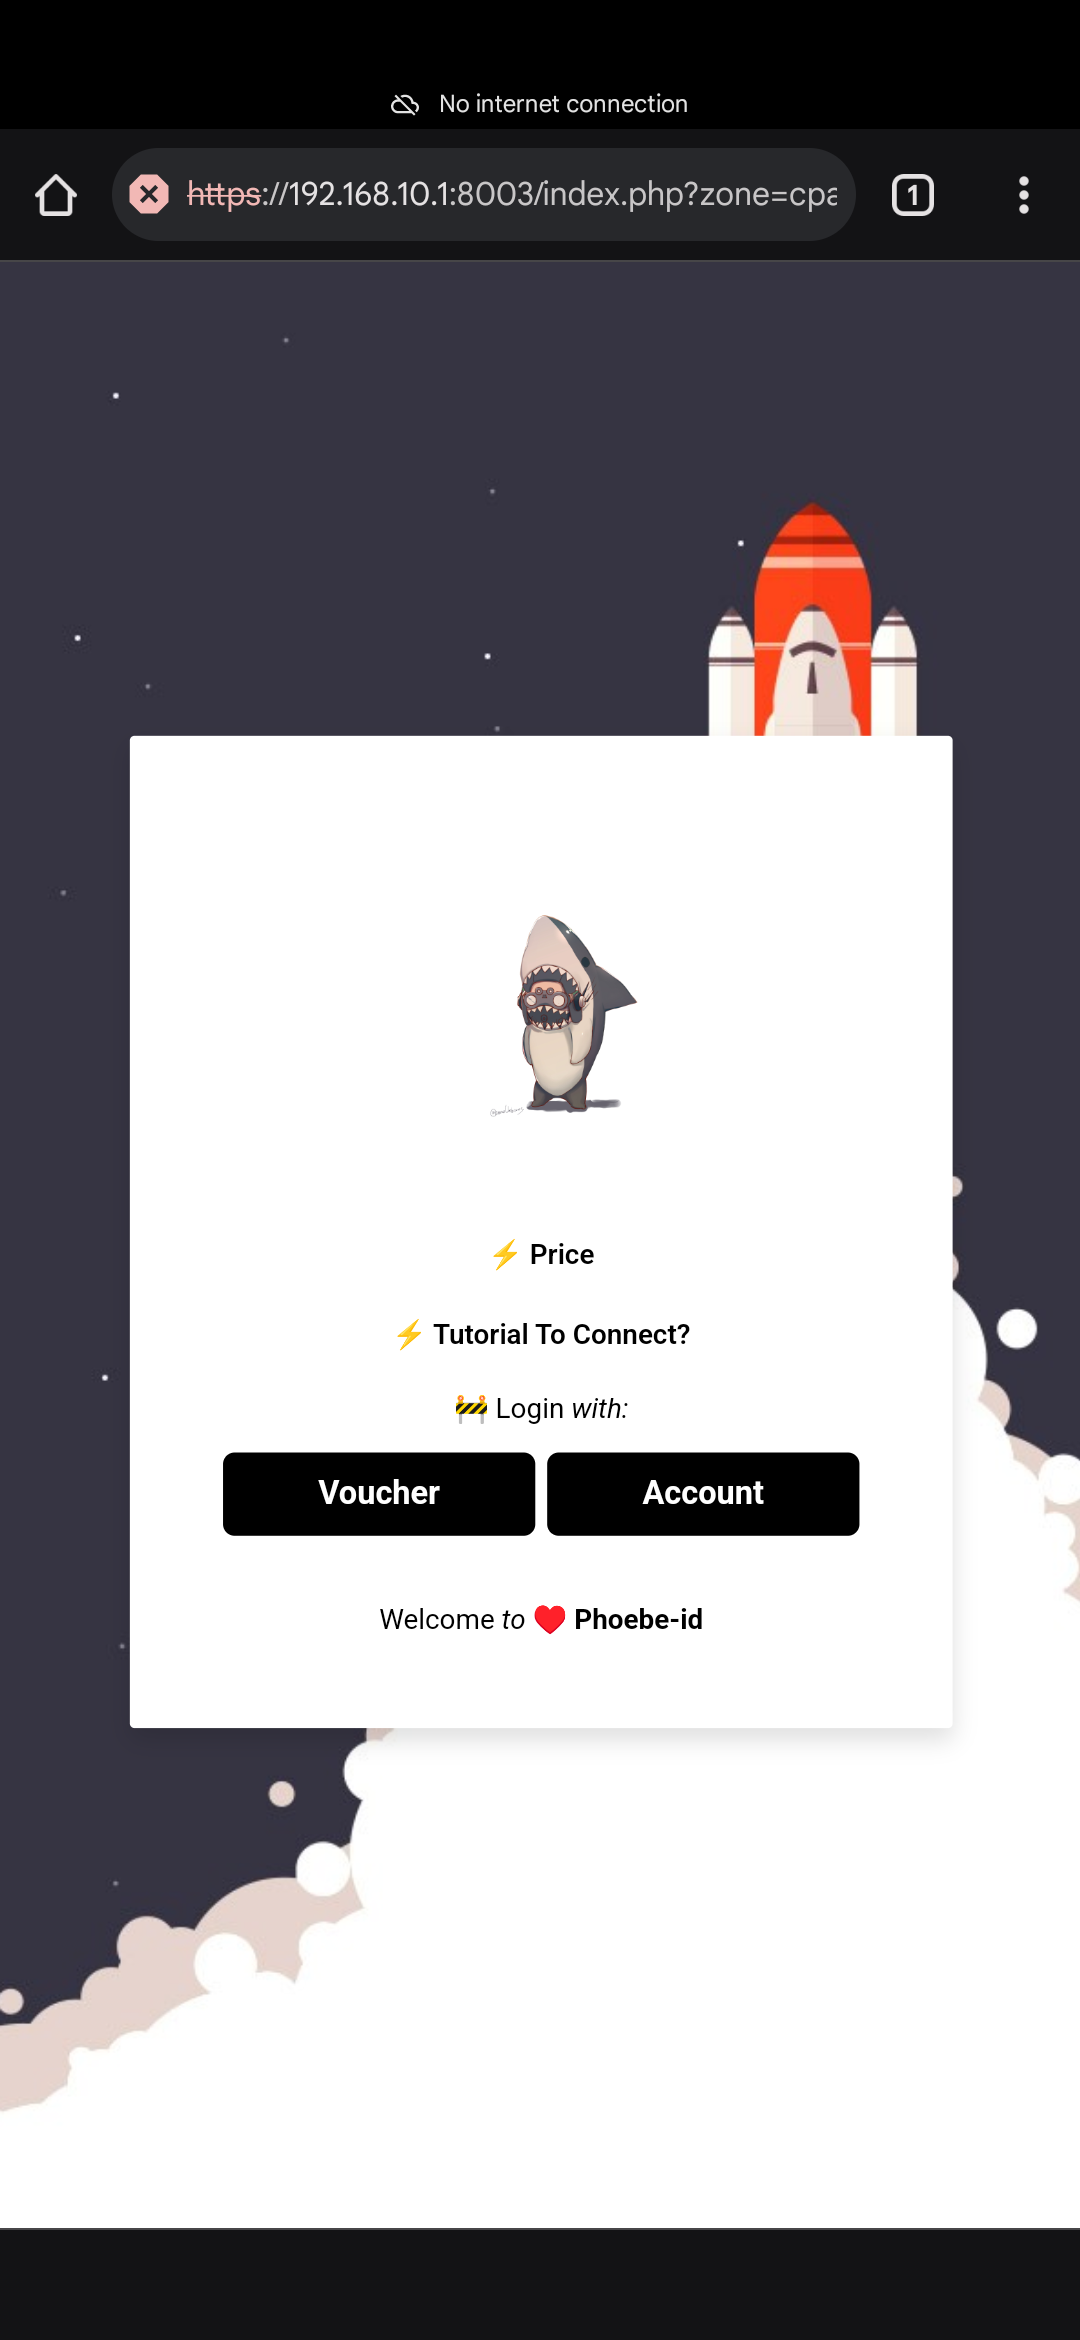 No internet connection
https://192.168.10.1:8003/index.php?zone=cpa
1
⚡ Price
⚡ Tutorial To Connect?
🚧 Login with:
Voucher Account
Welcome to ❤️ Phoebe-id